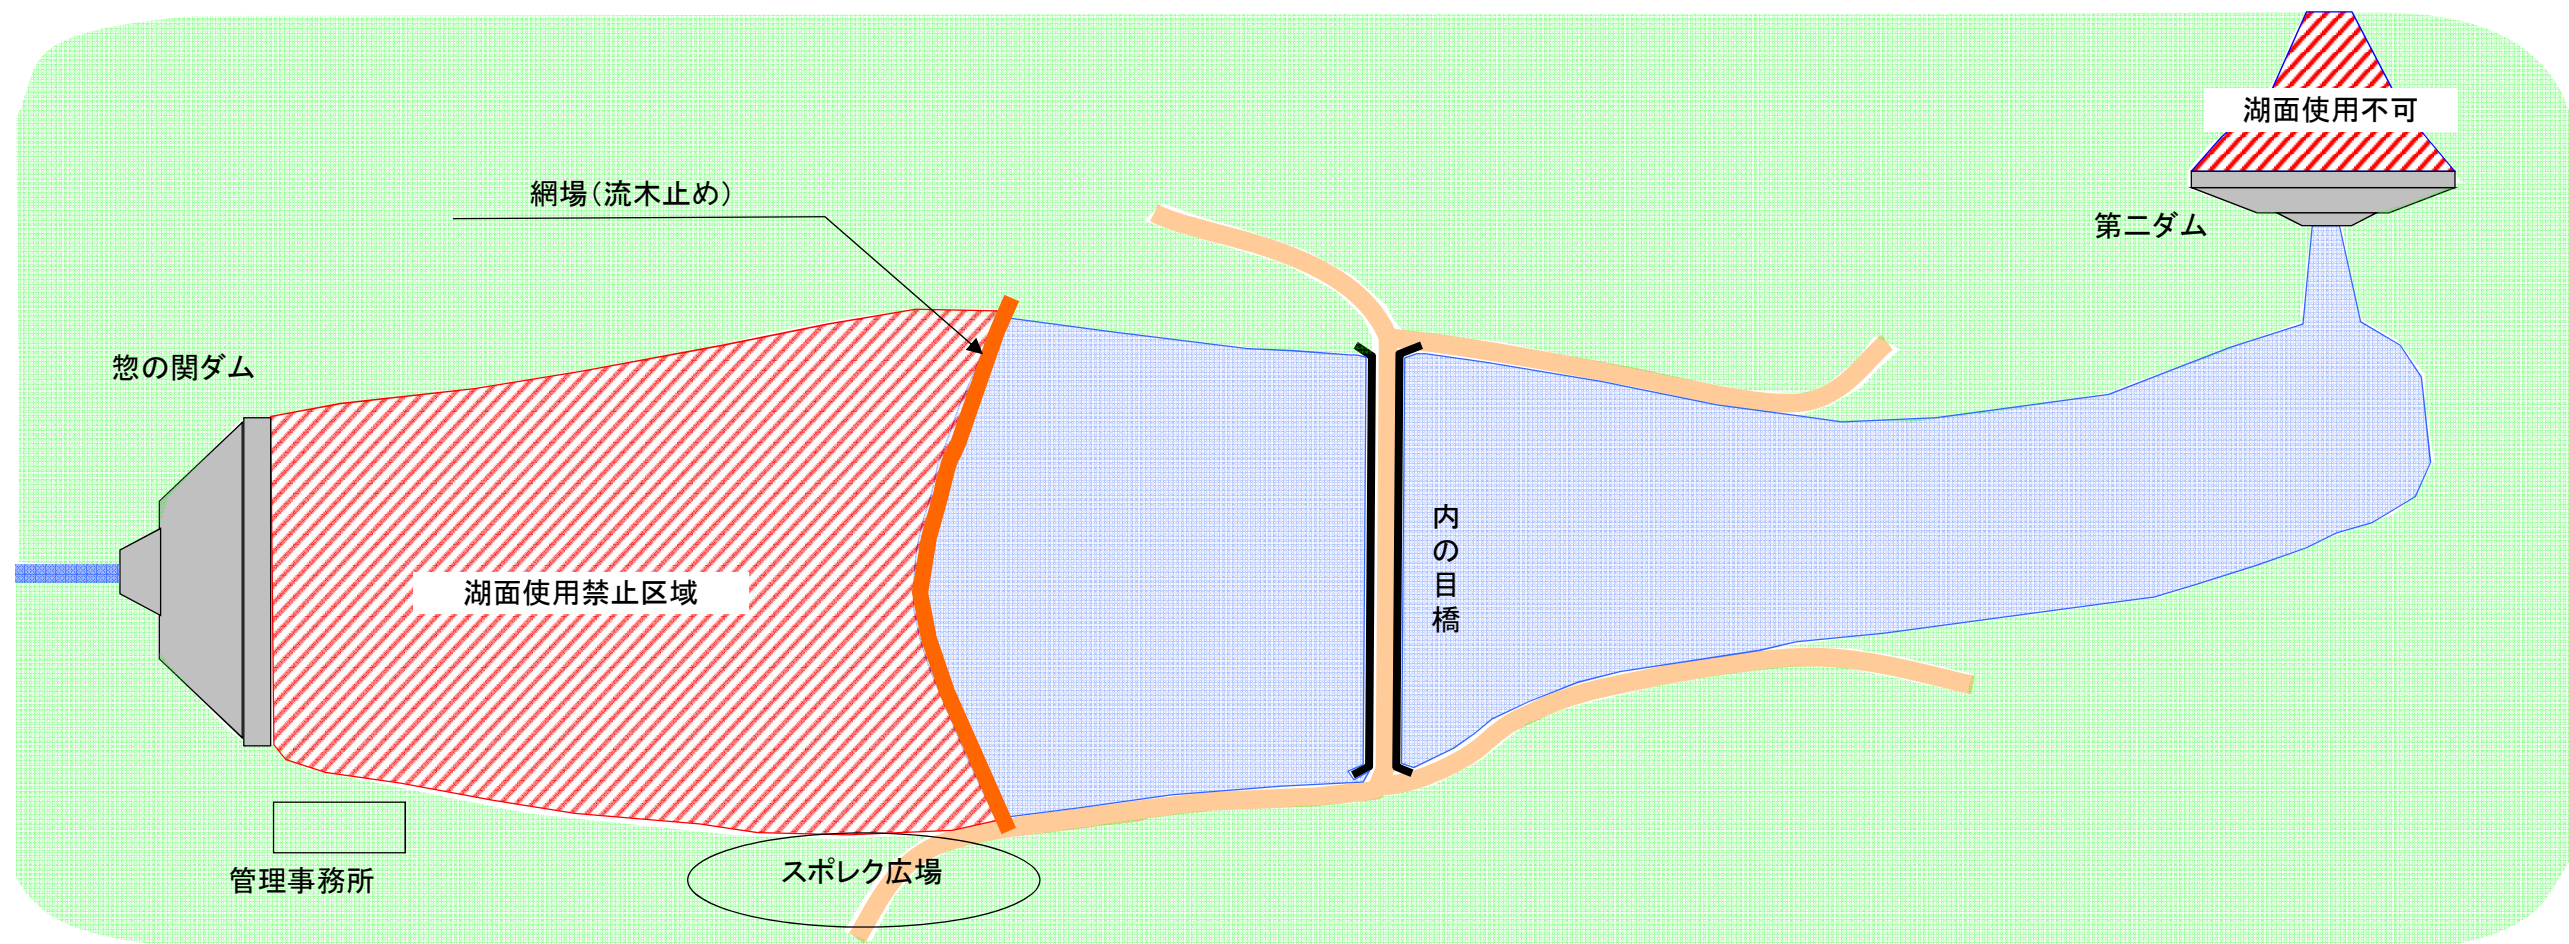 湖面使用不可
網場（流木止め）
第二ダム
惣の関ダム
内の目橋
湖面使用禁止区域
スポレク広場
管理事務所